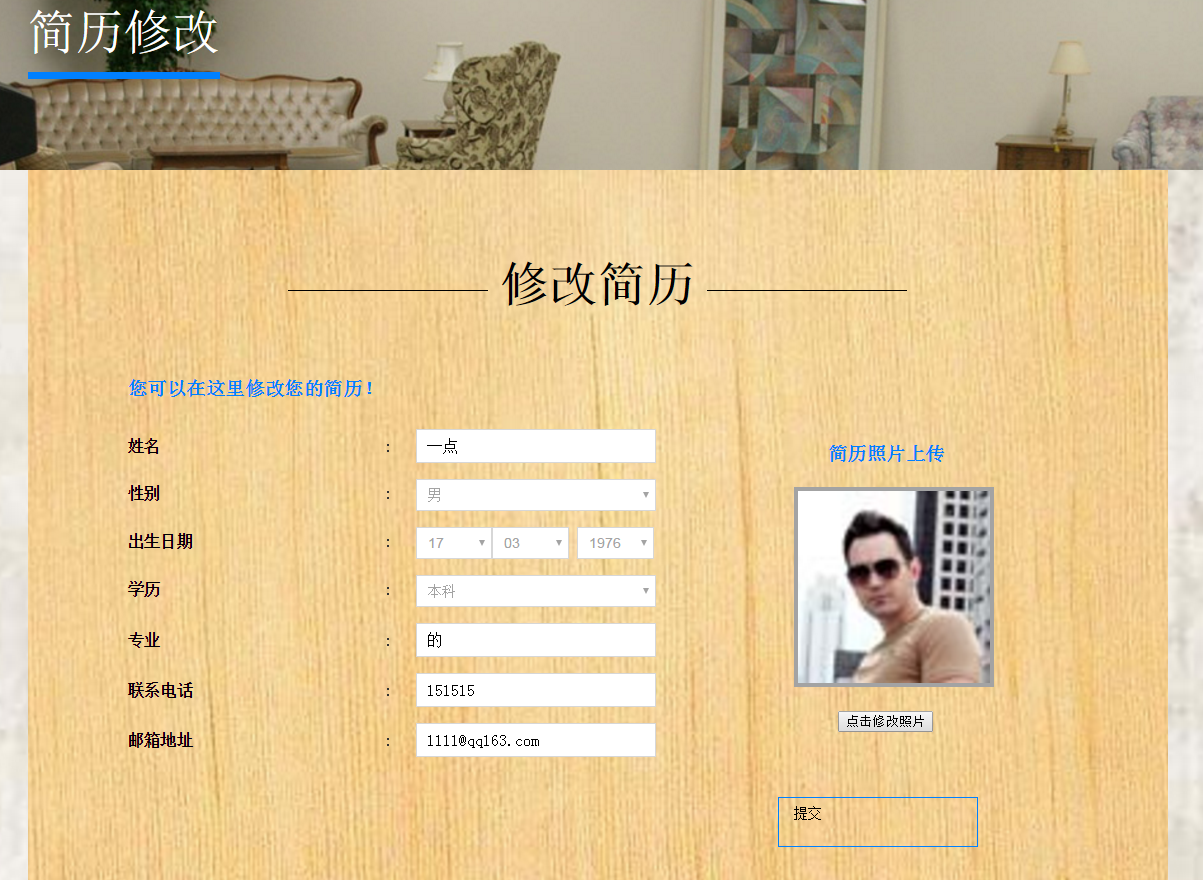 简历修改
修改简历
您可以在这里修改您的简历！
姓名 : 一点
性别 : 男
出生日期 : 17 03 1976
学历 : 本科
专业 : 的
联系电话 : 151515
邮箱地址 : 1111@qq163.com
简历照片上传
点击修改照片
提交